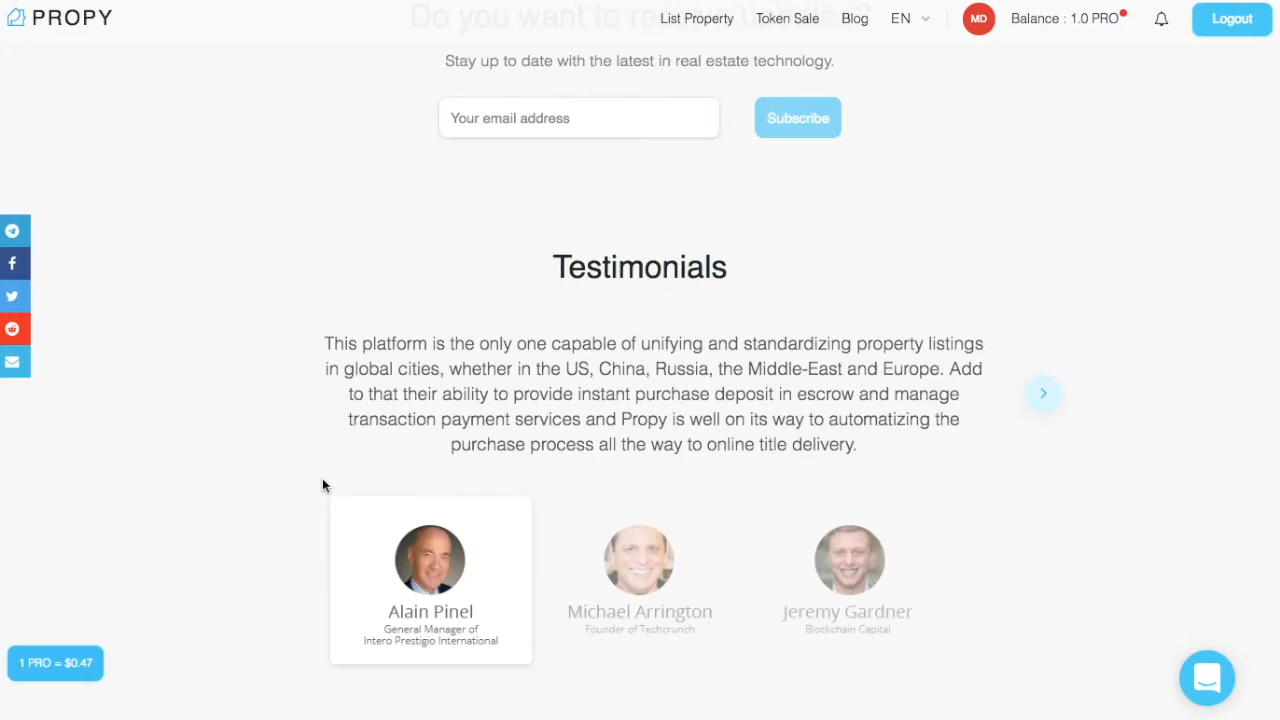 PROPY
List Property
Token Sale
Blog
EN
MD
Balance : 1.0 PRO
Logout
Do you want to
Stay up to date with the latest in real estate technology.
Your email address
Subscribe
Testimonials
This platform is the only one capable of unifying and standardizing property listings
in global cities, whether in the US, China, Russia, the Middle-East and Europe. Add
to that their ability to provide instant purchase deposit in escrow and manage
transaction payment services and Propy is well on its way to automatizing the
purchase process all the way to online title delivery.
Alain Pinel
General Manager of
Intero Prestigio International
Michael Arrington
Founder of Techcrunch
Jeremy Gardner
Blockchain Capital
1 PRO = $0.47